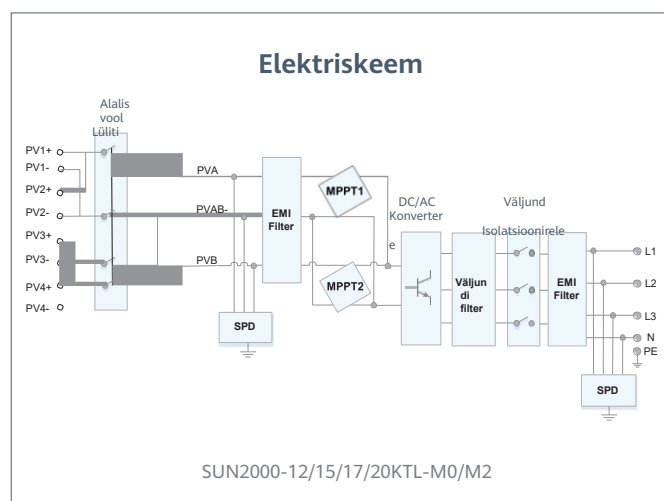 Elektriskeem
Alalis
vool
Lüliti
PV1+
PV1-
PV2+
PV2-
PV3+
PV3-
PV4+
PV4-
PVA
PVAB-
PVB
SPD
EMI
Filter
MPPT1
MPPT2
DC/AC
Konverter
e
Väljun
di
filter
Väljund
Isolatsioonirele
EMI
Filter
L1
L2
L3
N
PE
SPD
SUN2000-12/15/17/20KTL-M0/M2